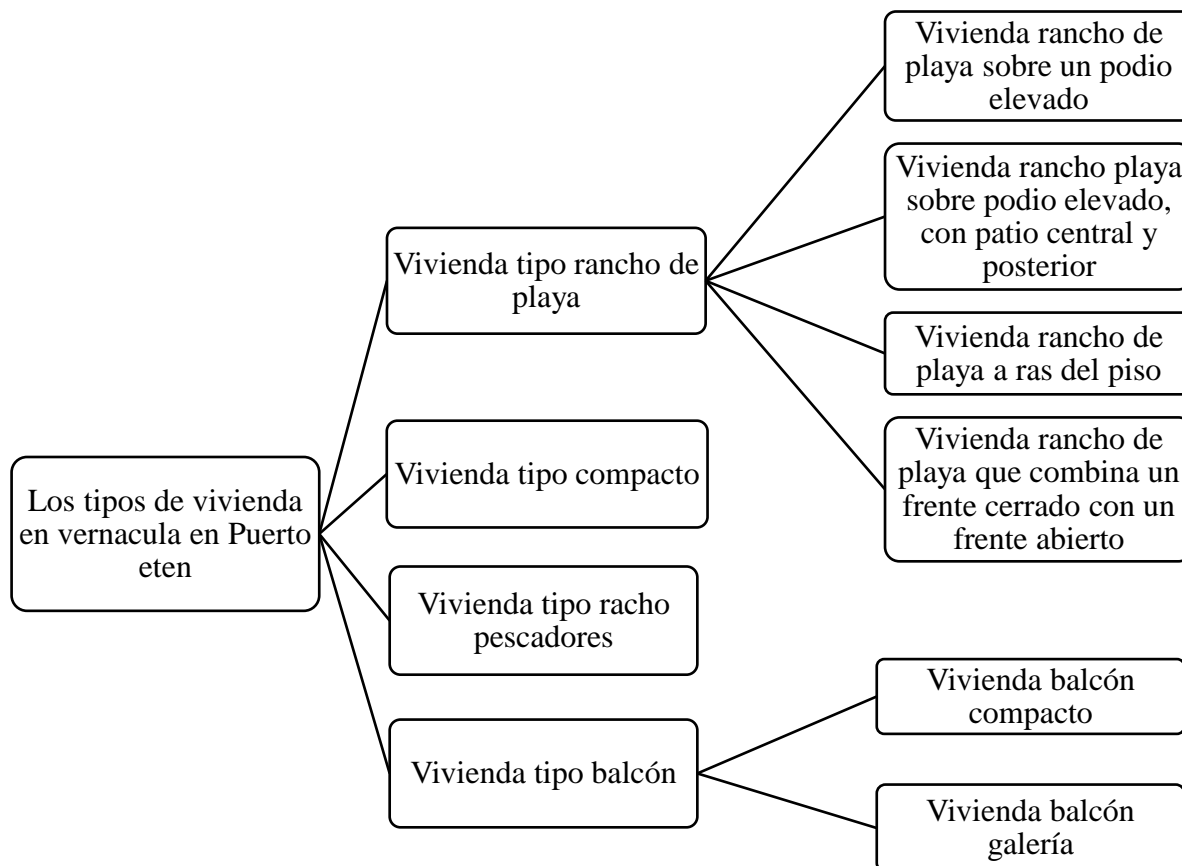 Los tipos de vivienda
en vernacula en Puerto
eten
Vivienda tipo rancho de
playa
Vivienda rancho de
playa sobre un podio
elevado
Vivienda rancho playa
sobre podio elevado,
con patio central y
posterior
Vivienda rancho de
playa a ras del piso
Vivienda rancho de
playa que combina un
frente cerrado con un
frente abierto
Vivienda tipo compacto
Vivienda tipo racho
pescadores
Vivienda tipo balcón
Vivienda balcón
compacto
Vivienda balcón
galería